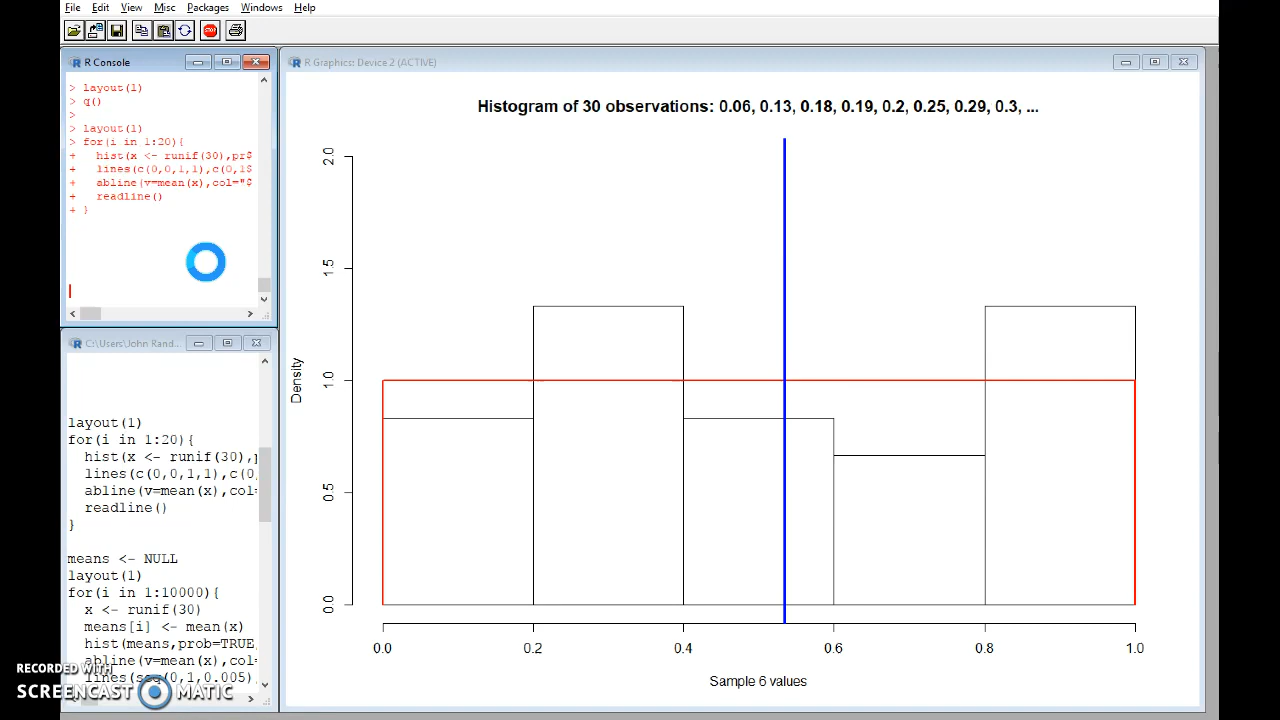 File Edit View Misc Packages Windows Help
STOP
R Console
> layout(1)
> q()
>
> layout(1)
> for(i in 1:20){
+ hist(x <- runif(30),pr$
+ lines(c(0,0,1,1),c(0,1$
+ abline(v=mean(x),col="$
+ readline()
+ }
C:\Users\John Rand...
layout(1)
for(i in 1:20){
hist(x <- runif(30),p
lines(c(0,0,1,1),c(0,
abline(v=mean(x),col=
readline()
}
means <- NULL
layout(1)
for(i in 1:10000){
x <- runif(30)
means[i] <- mean(x)
hist(means,prob=TRUE,
abline(v=mean(x),col=
lines(seq(0,1,0.005),
R Graphics: Device 2 (ACTIVE)
Histogram of 30 observations: 0.06, 0.13, 0.18, 0.19, 0.2, 0.25, 0.29, 0.3, ...
Density
2.0
1.5
1.0
0.5
0.0
0.0 0.2 0.4 0.6 0.8 1.0
Sample 6 values
RECORDED WITH
SCREENCAST MATIC